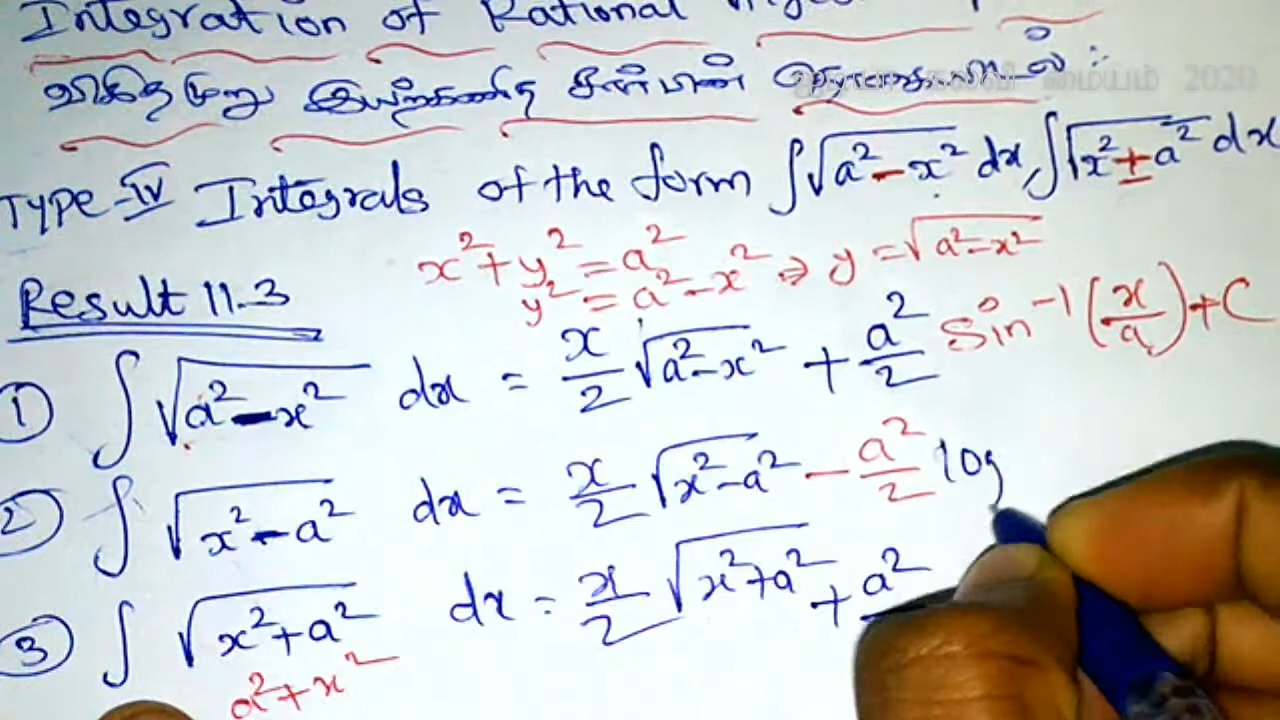 Integration of Rational
விகிதமுறு இயற்கணித
TYPE-IV Integrals of the form ∫√(a²-x²) dx, ∫√(x²±a²) dx
x²+y²=a²
y²=a²-x² ⇒ y=√(a²-x²)
Result 11.3
① ∫√(a²-x²) dx = x/2 √(a²-x²) + a²/2 sin⁻¹(x/a)+C
② ∫√(x²-a²) dx = x/2 √(x²-a²) - a²/2 log
③ ∫√(x²+a²) dx = x/2 √(x²+a²) + a²
a²+x²